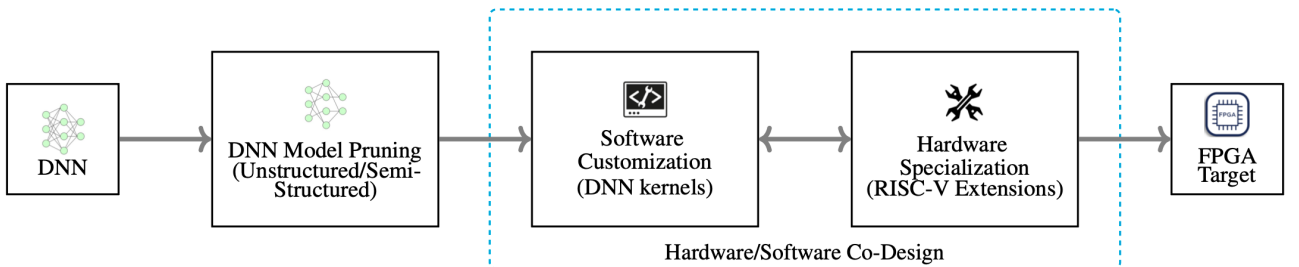 DNN
DNN Model Pruning
(Unstructured/Semi-
Structured)
</>
Software
Customization
(DNN kernels)
Hardware
Specialization
(RISC-V Extensions)
FPGA
FPGA
Target
Hardware/Software Co-Design